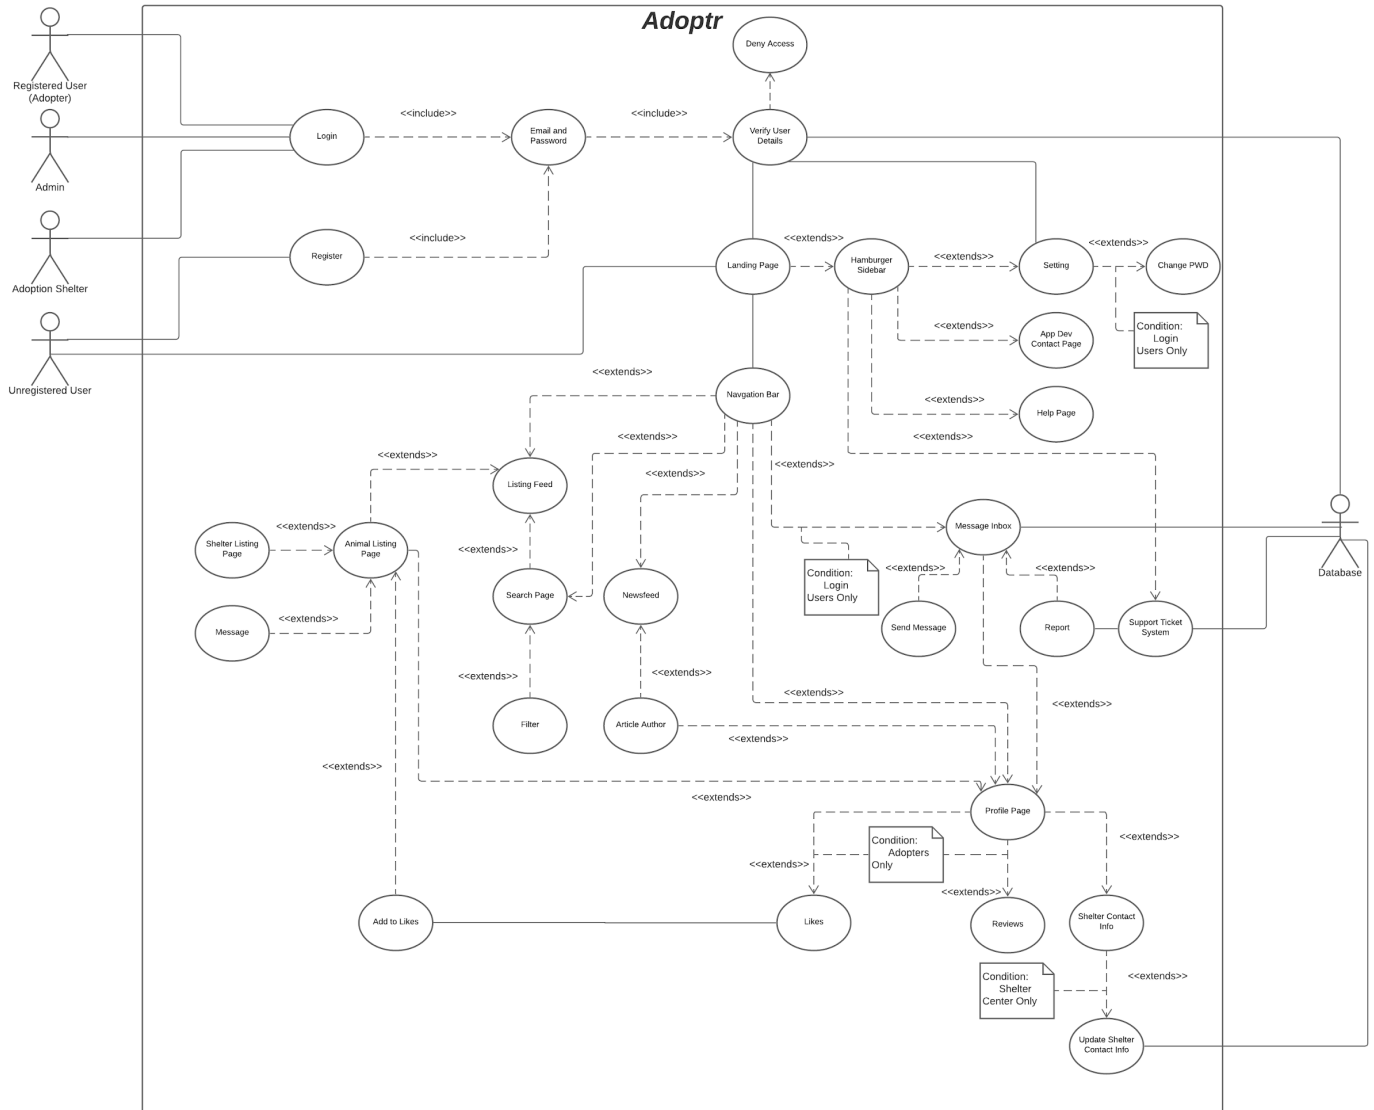 Adoptr
Deny Access
Registered User
(Adopter)
<<include>>
<<include>>
Login
Email and
Password
Verify User
Details
Admin
<<include>>
<<extends>>
<<extends>>
Register
<<extends>>
Landing Page
Hamburger
Sidebar
Setting
Change PWD
Adoption Shelter
<<extends>>
App Dev
Contact Page
Condition:
Login
Users Only
Unregistered User
<<extends>>
Navgation Bar
<<extends>>
Help Page
<<extends>>
<<extends>>
<<extends>>
<<extends>>
<<extends>>
Listing Feed
<<extends>>
Message Inbox
Shelter Listing
Page
Animal Listing
Page
<<extends>>
Condition:
Login
Users Only
<<extends>>
<<extends>>
Database
Search Page
Newsfeed
<<extends>>
Message
Send Message
Report
Support Ticket
System
<<extends>>
<<extends>>
<<extends>>
<<extends>>
Filter
Article Author
<<extends>>
<<extends>>
<<extends>>
Profile Page
Condition:
Adopters
Only
<<extends>>
<<extends>>
<<extends>>
Add to Likes
Likes
Reviews
Shelter Contact
Info
Condition:
Shelter
Center Only
<<extends>>
Update Shelter
Contact Info